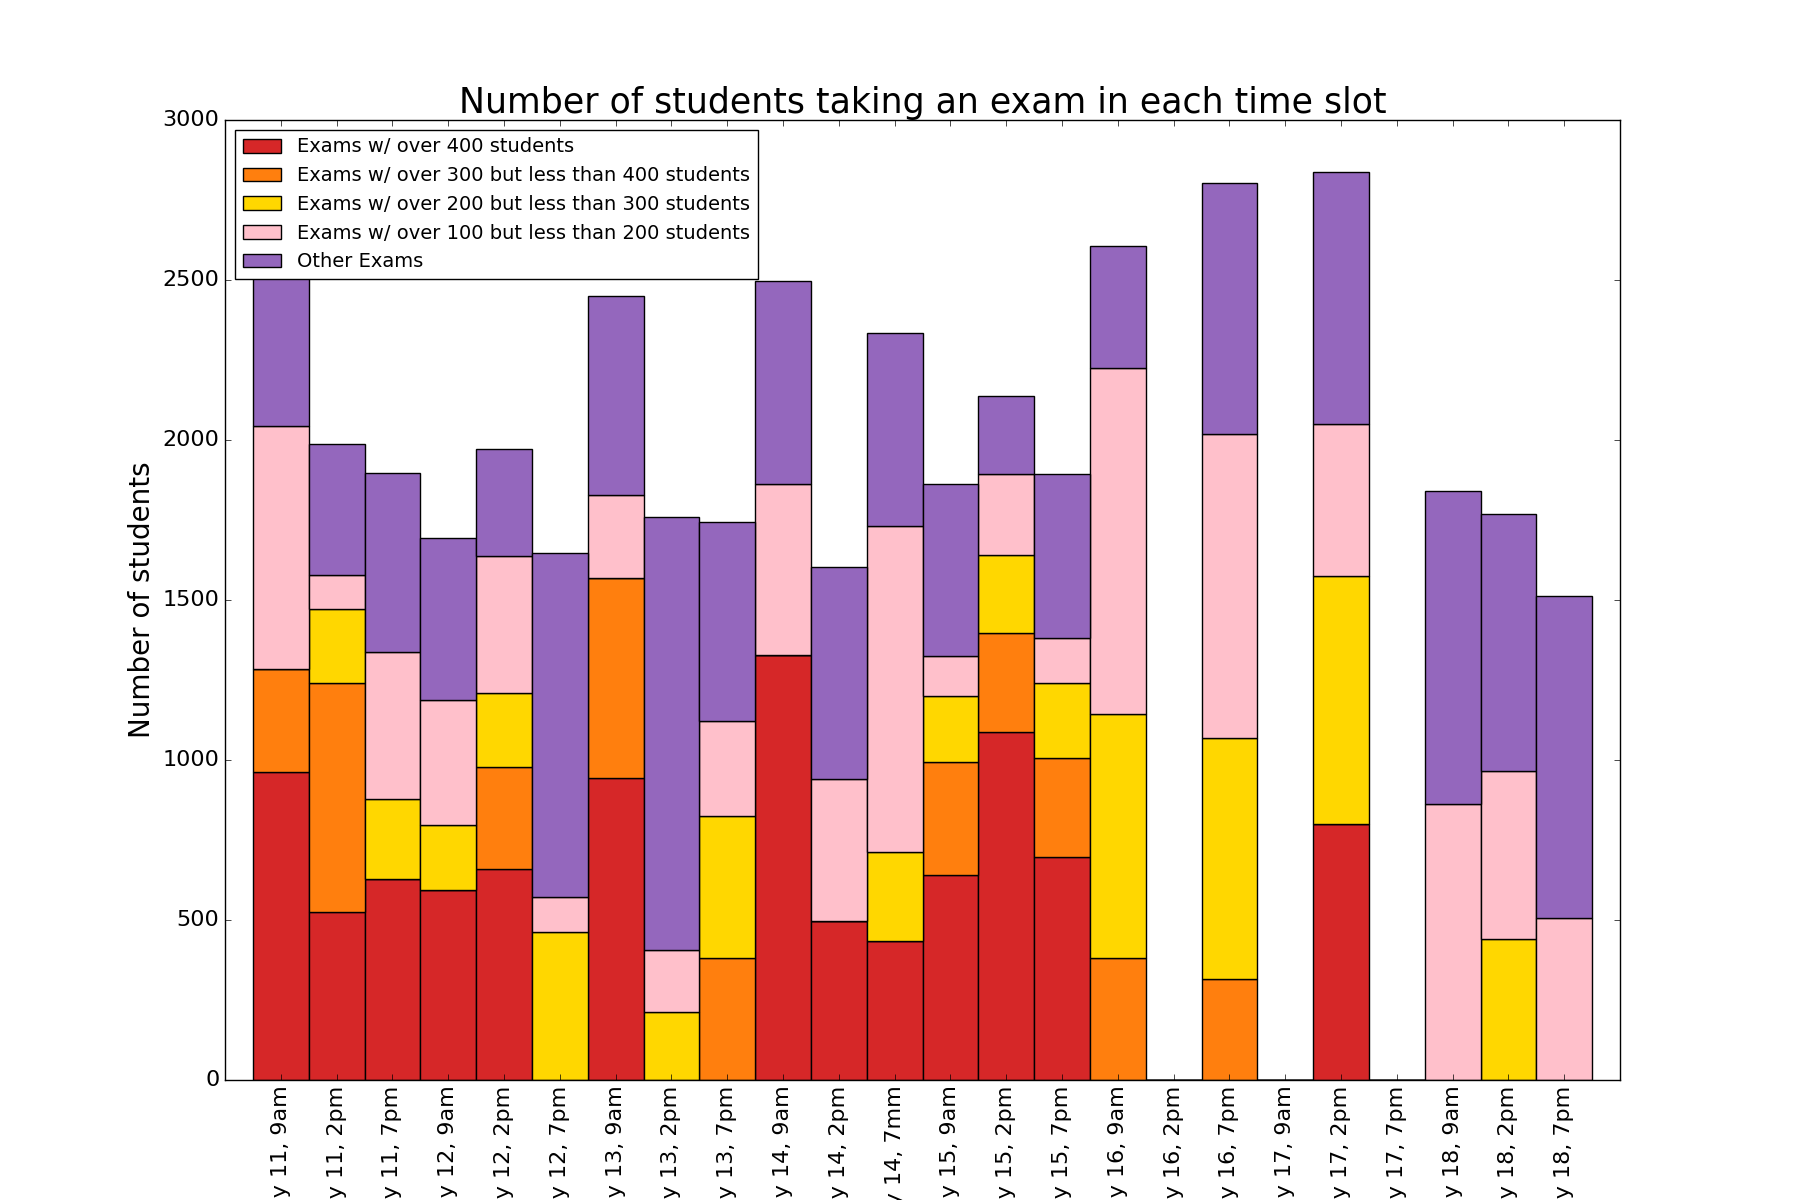 Number of students taking an exam in each time slot
Exams w/ over 400 students
Exams w/ over 300 but less than 400 students
Exams w/ over 200 but less than 300 students
Exams w/ over 100 but less than 200 students
Other Exams
3000
2500
2000
1500
1000
500
0
Number of students
y 11, 9am
y 11, 2pm
y 11, 7pm
y 12, 9am
y 12, 2pm
y 12, 7pm
y 13, 9am
y 13, 2pm
y 13, 7pm
y 14, 9am
y 14, 2pm
y 14, 7mm
y 15, 9am
y 15, 2pm
y 15, 7pm
y 16, 9am
y 16, 2pm
y 16, 7pm
y 17, 9am
y 17, 2pm
y 17, 7pm
y 18, 9am
y 18, 2pm
y 18, 7pm